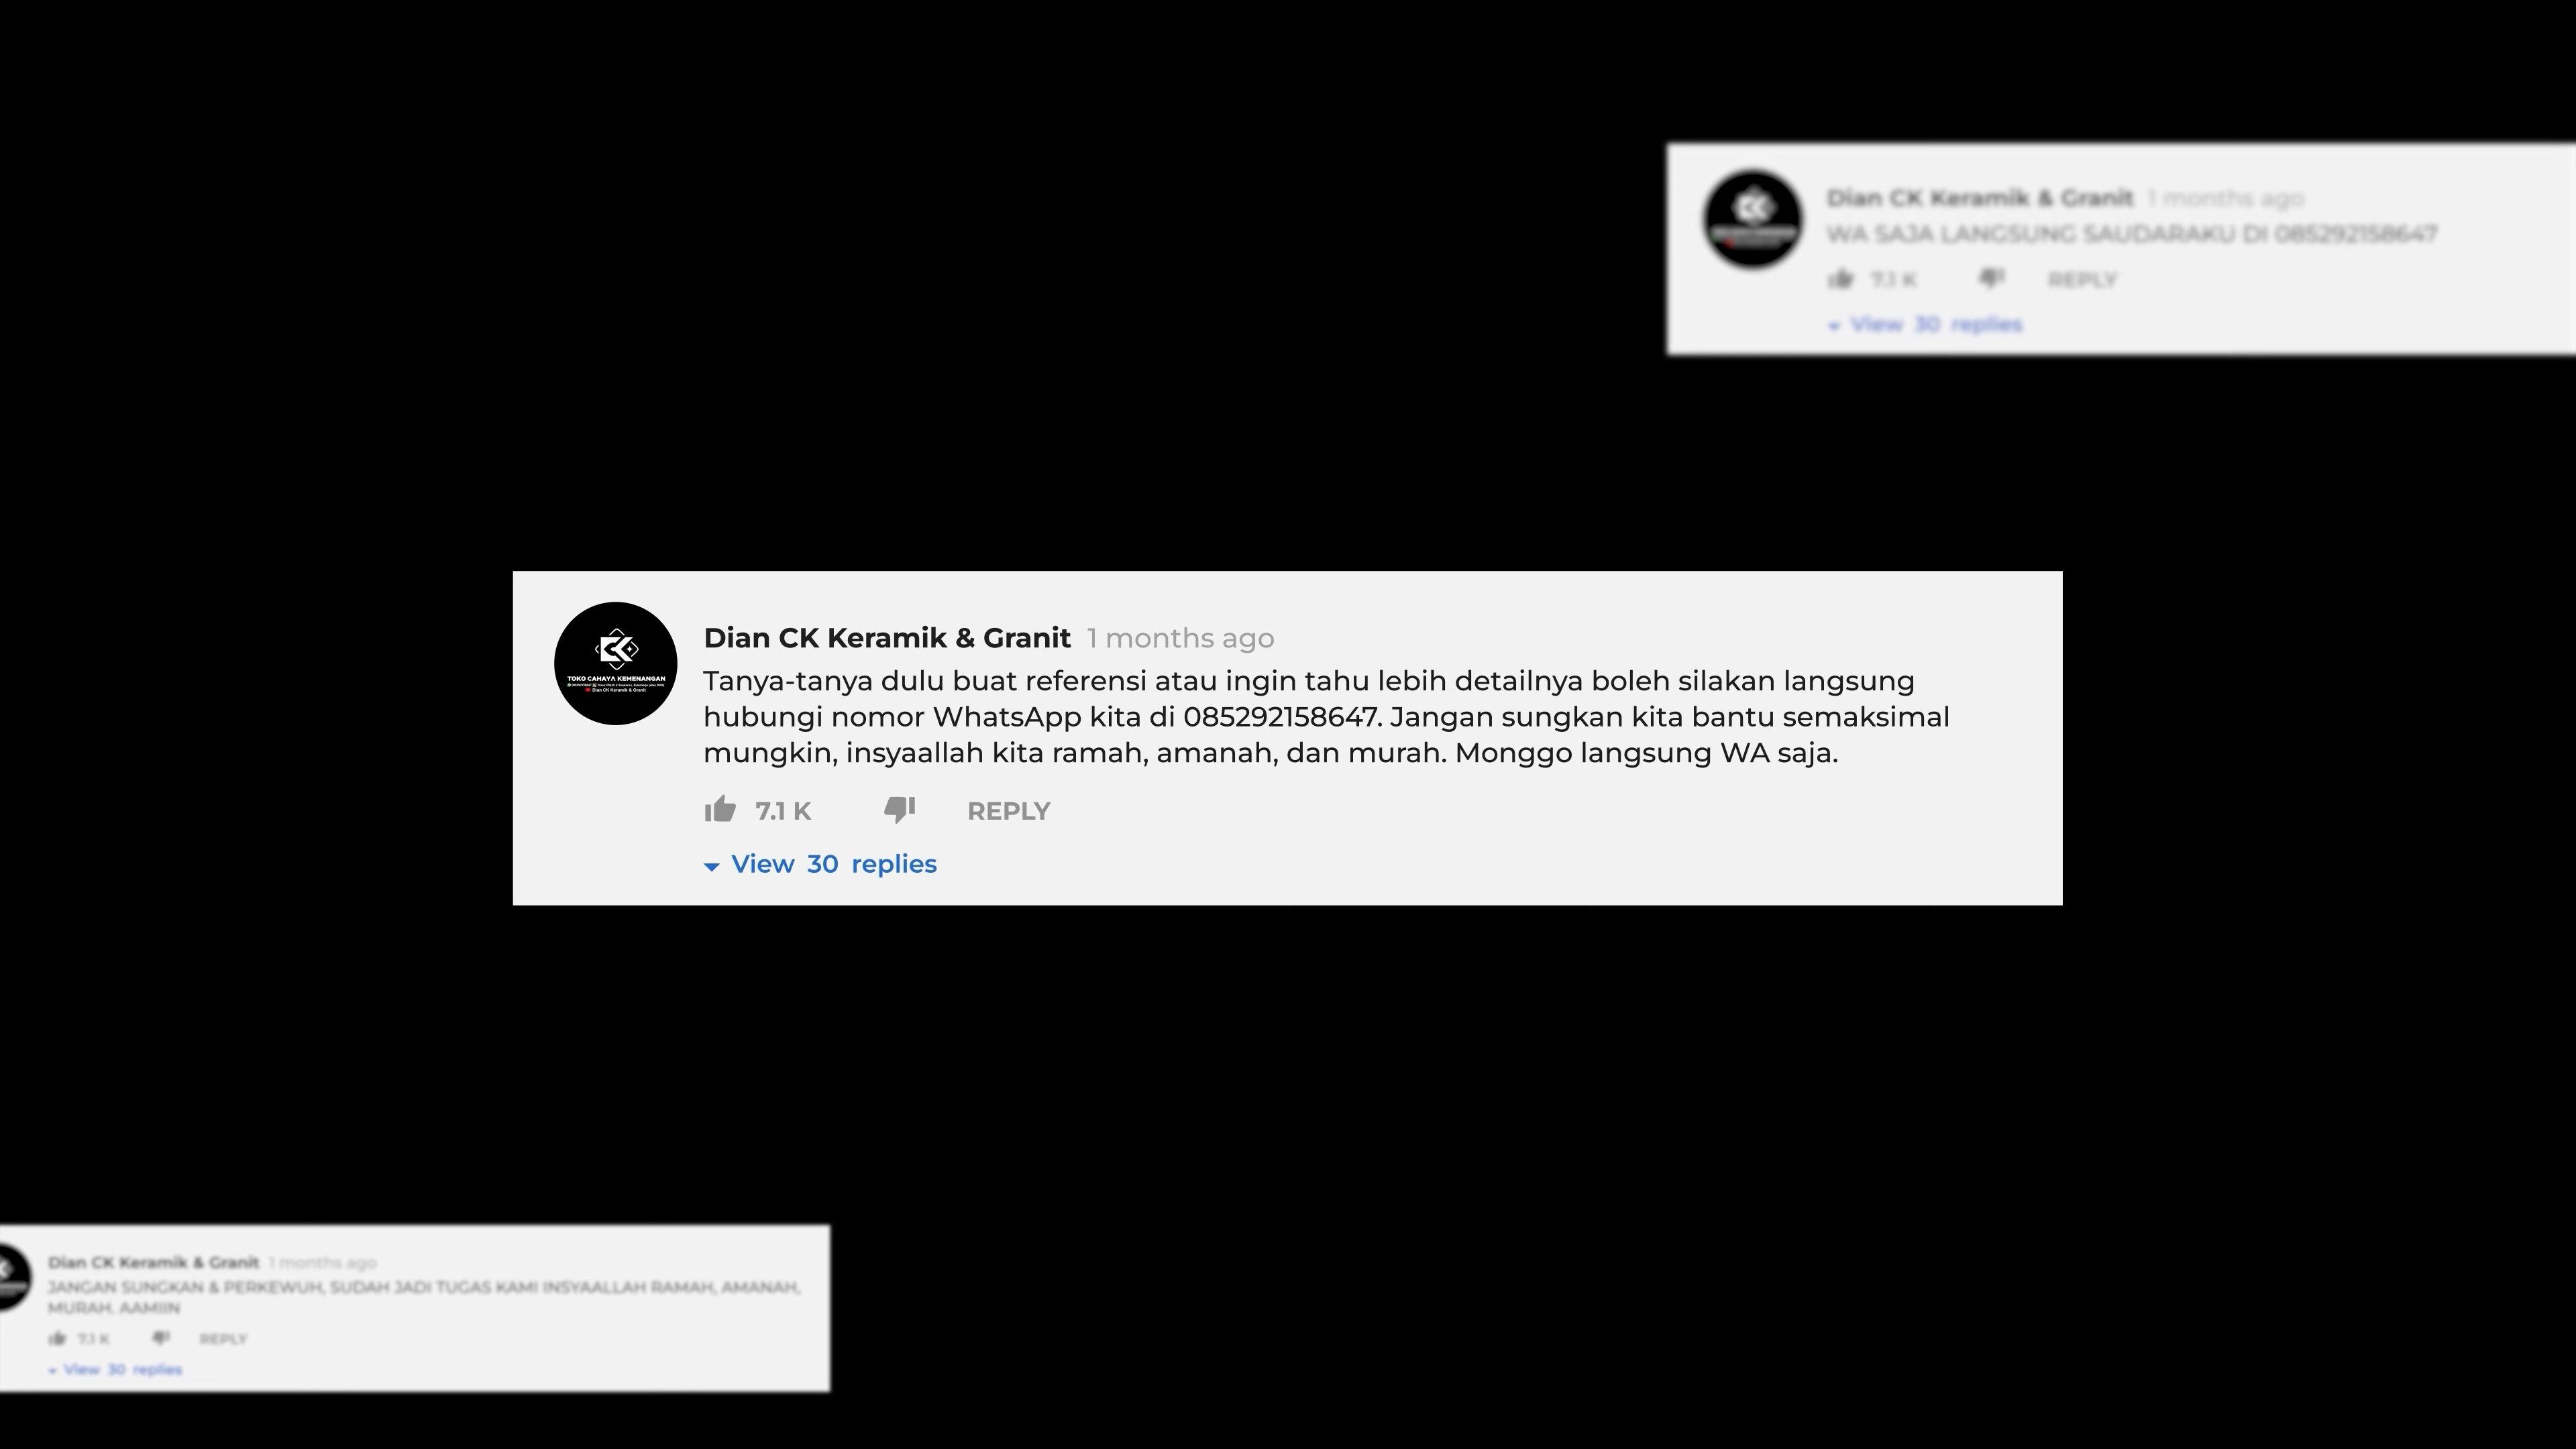 Dian CK Keramik & Granit 1 months ago
WA SAJA LANGSUNG SAUDARAKU DI 085292158647
7.1 K REPLY
View 30 replies
TOKO CAHAYA KEMENANGAN
Dian CK Keramik & Granit
Dian CK Keramik & Granit 1 months ago
Tanya-tanya dulu buat referensi atau ingin tahu lebih detailnya boleh silakan langsung
hubungi nomor WhatsApp kita di 085292158647. Jangan sungkan kita bantu semaksimal
mungkin, insyaallah kita ramah, amanah, dan murah. Monggo langsung WA saja.
7.1 K REPLY
View 30 replies
Dian CK Keramik & Granit 1 months ago
JANGAN SUNGKAN & PERKEWUH, SUDAH JADI TUGAS KAMI INSYAALLAH RAMAH, AMANAH,
MURAH. AAMIIN
7.1 K REPLY
View 30 replies